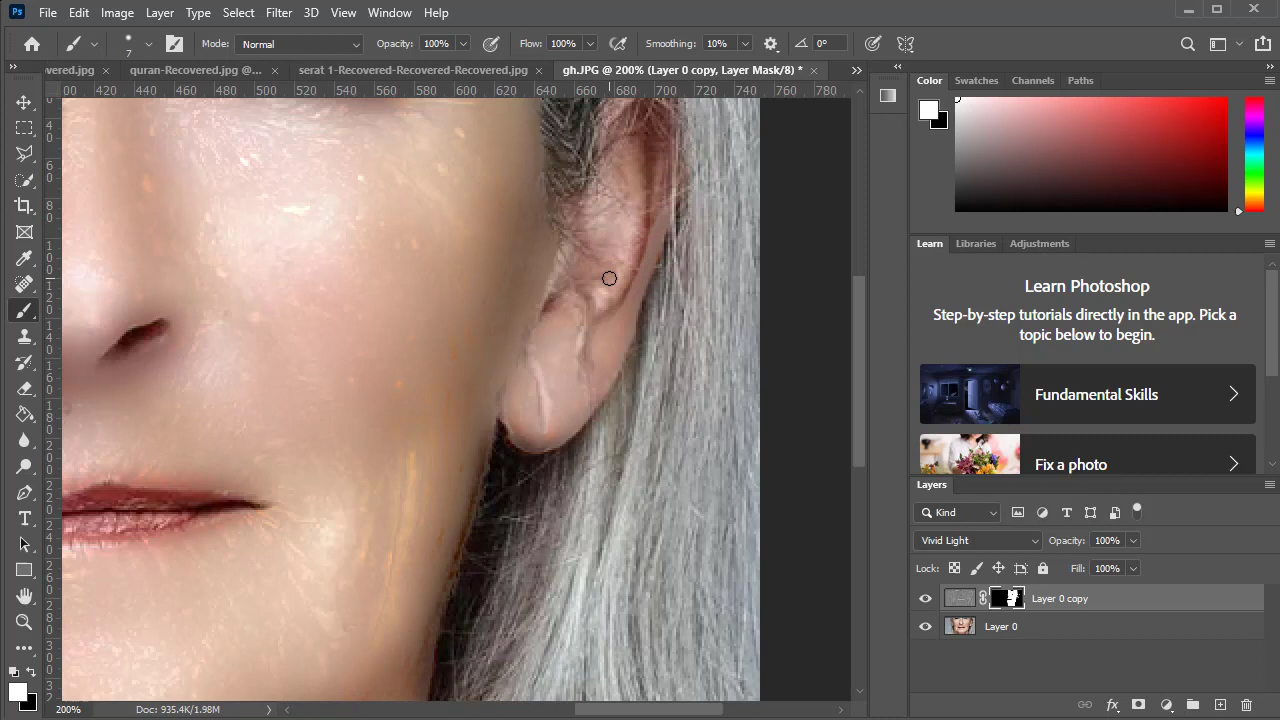 Ps File Edit Image Layer Type Select Filter 3D View Window Help
7 Mode: Normal Opacity: 100% Flow: 100% Smoothing: 10% 0°
vered.jpg) quran-Recovered.jpg @... serat 1-Recovered-Recovered-Recovered.jpg gh.JPG @ 200% (Layer 0 copy, Layer Mask/8) *
00 420 440 460 480 500 520 540 560 580 600 620 640 660 680 700 720 740 760 780
Color Swatches Channels Paths
Learn Libraries Adjustments
Learn Photoshop
Step-by-step tutorials directly in the app. Pick a
topic below to begin.
Fundamental Skills
Fix a photo
Layers
Kind
Vivid Light Opacity: 100%
Lock: Fill: 100%
Layer 0 copy
Layer 0
200% Doc: 935.4K/1.98M